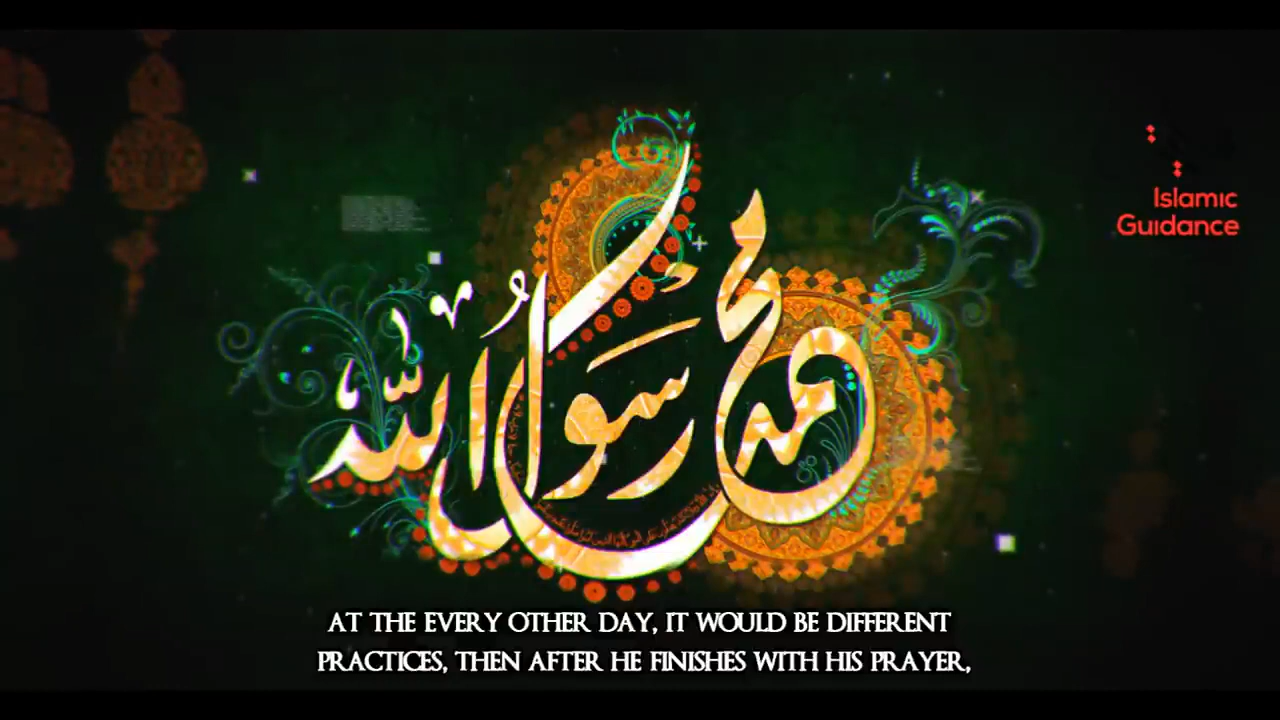 محمد رسول الله
Islamic
Guidance
AT THE EVERY OTHER DAY, IT WOULD BE DIFFERENT
PRACTICES, THEN AFTER HE FINISHES WITH HIS PRAYER,